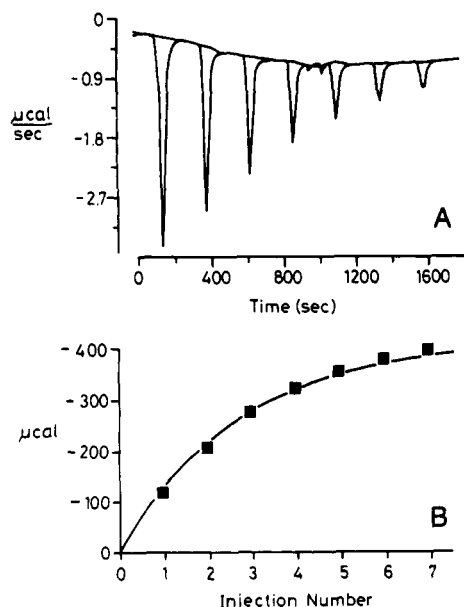 0
-0.9
μcal
sec
-1.8
-2.7
A
0 400 800 1200 1600
Time (sec)
-400
-300
μcal
-200
-100
0
B
0 1 2 3 4 5 6 7
Injection Number